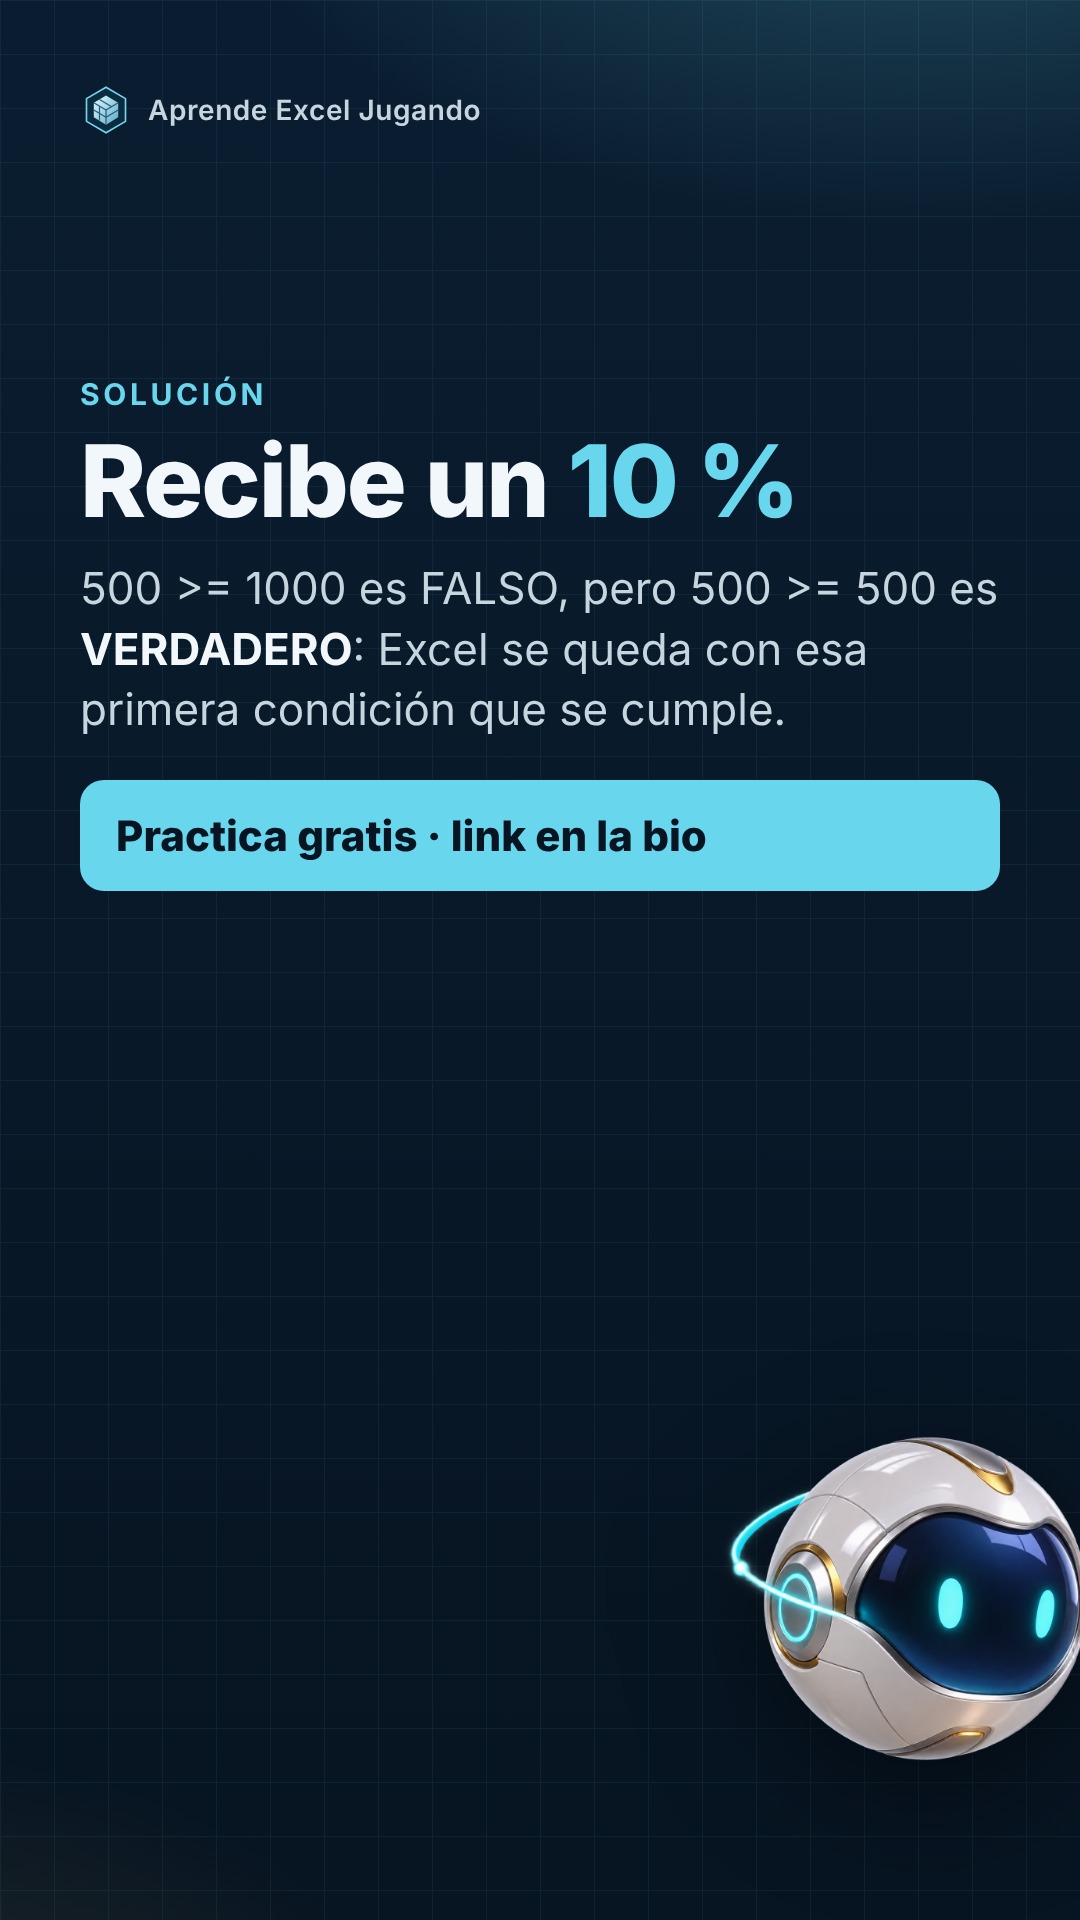 Aprende Excel Jugando
SOLUCIÓN
Recibe un 10 %
500 >= 1000 es FALSO, pero 500 >= 500 es
VERDADERO: Excel se queda con esa
primera condición que se cumple.
Practica gratis · link en la bio